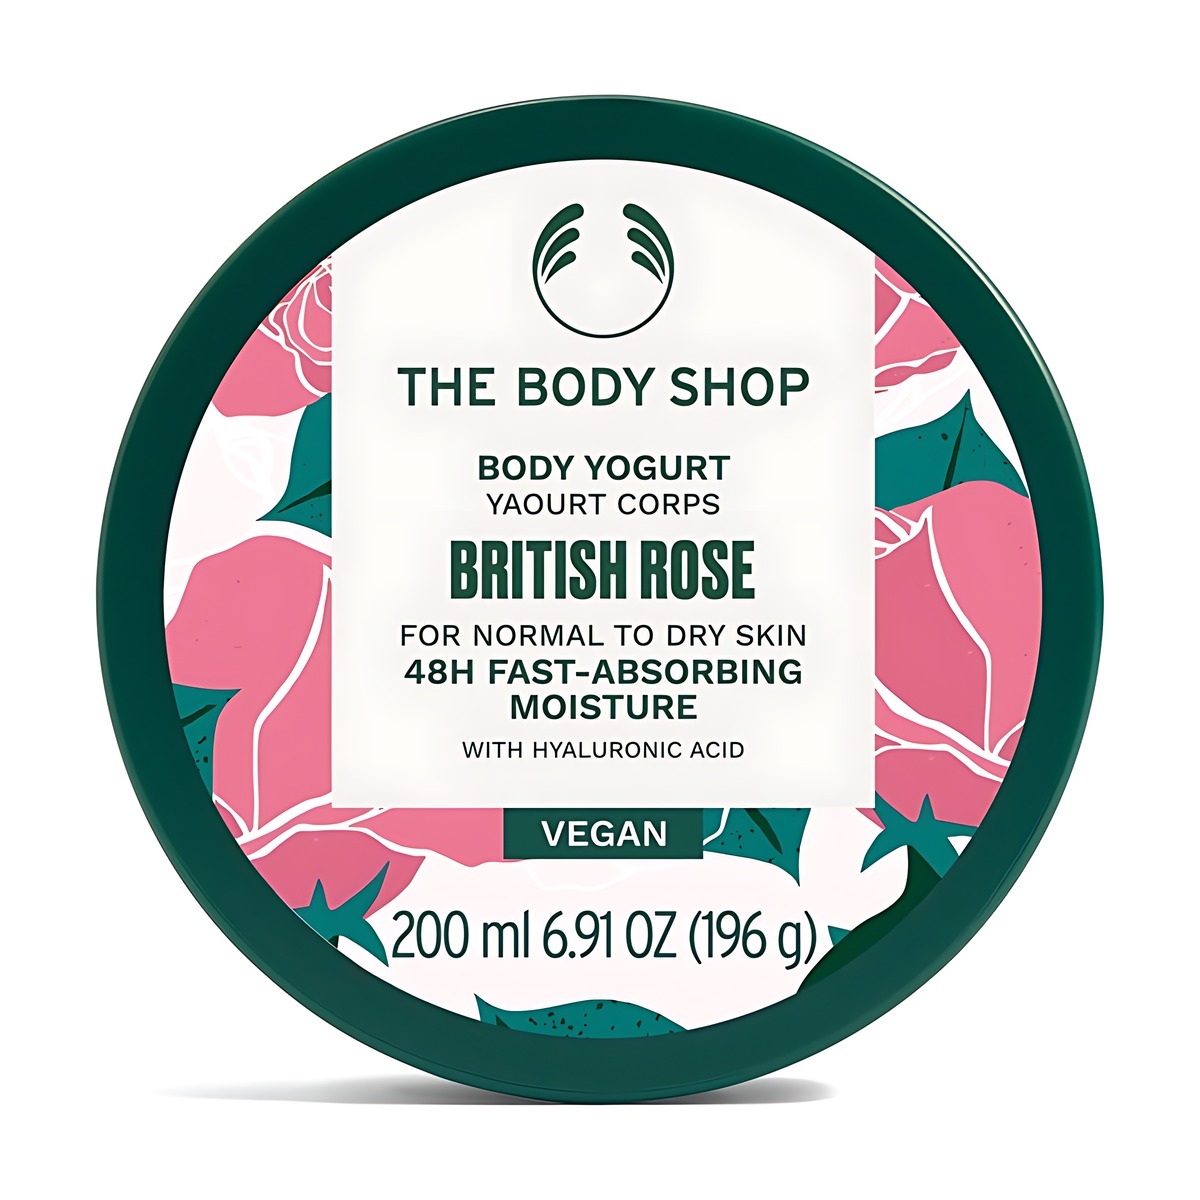 THE BODY SHOP
BODY YOGURT
YAOURT CORPS
BRITISH ROSE
FOR NORMAL TO DRY SKIN
48H FAST-ABSORBING
MOISTURE
WITH HYALURONIC ACID
VEGAN
200 ml 6.91 OZ (196 g)